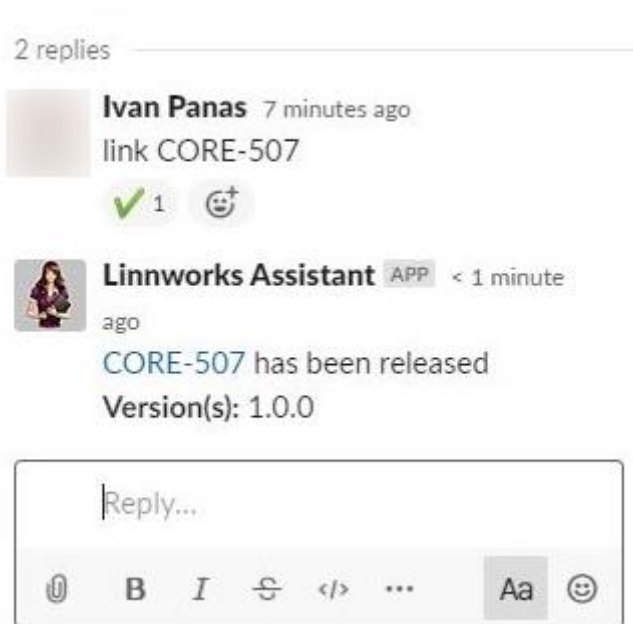 2 replies
Ivan Panas 7 minutes ago
link CORE-507
1
Linnworks Assistant APP < 1 minute
ago
CORE-507 has been released
Version(s): 1.0.0
Reply...
B I S </> ... Aa